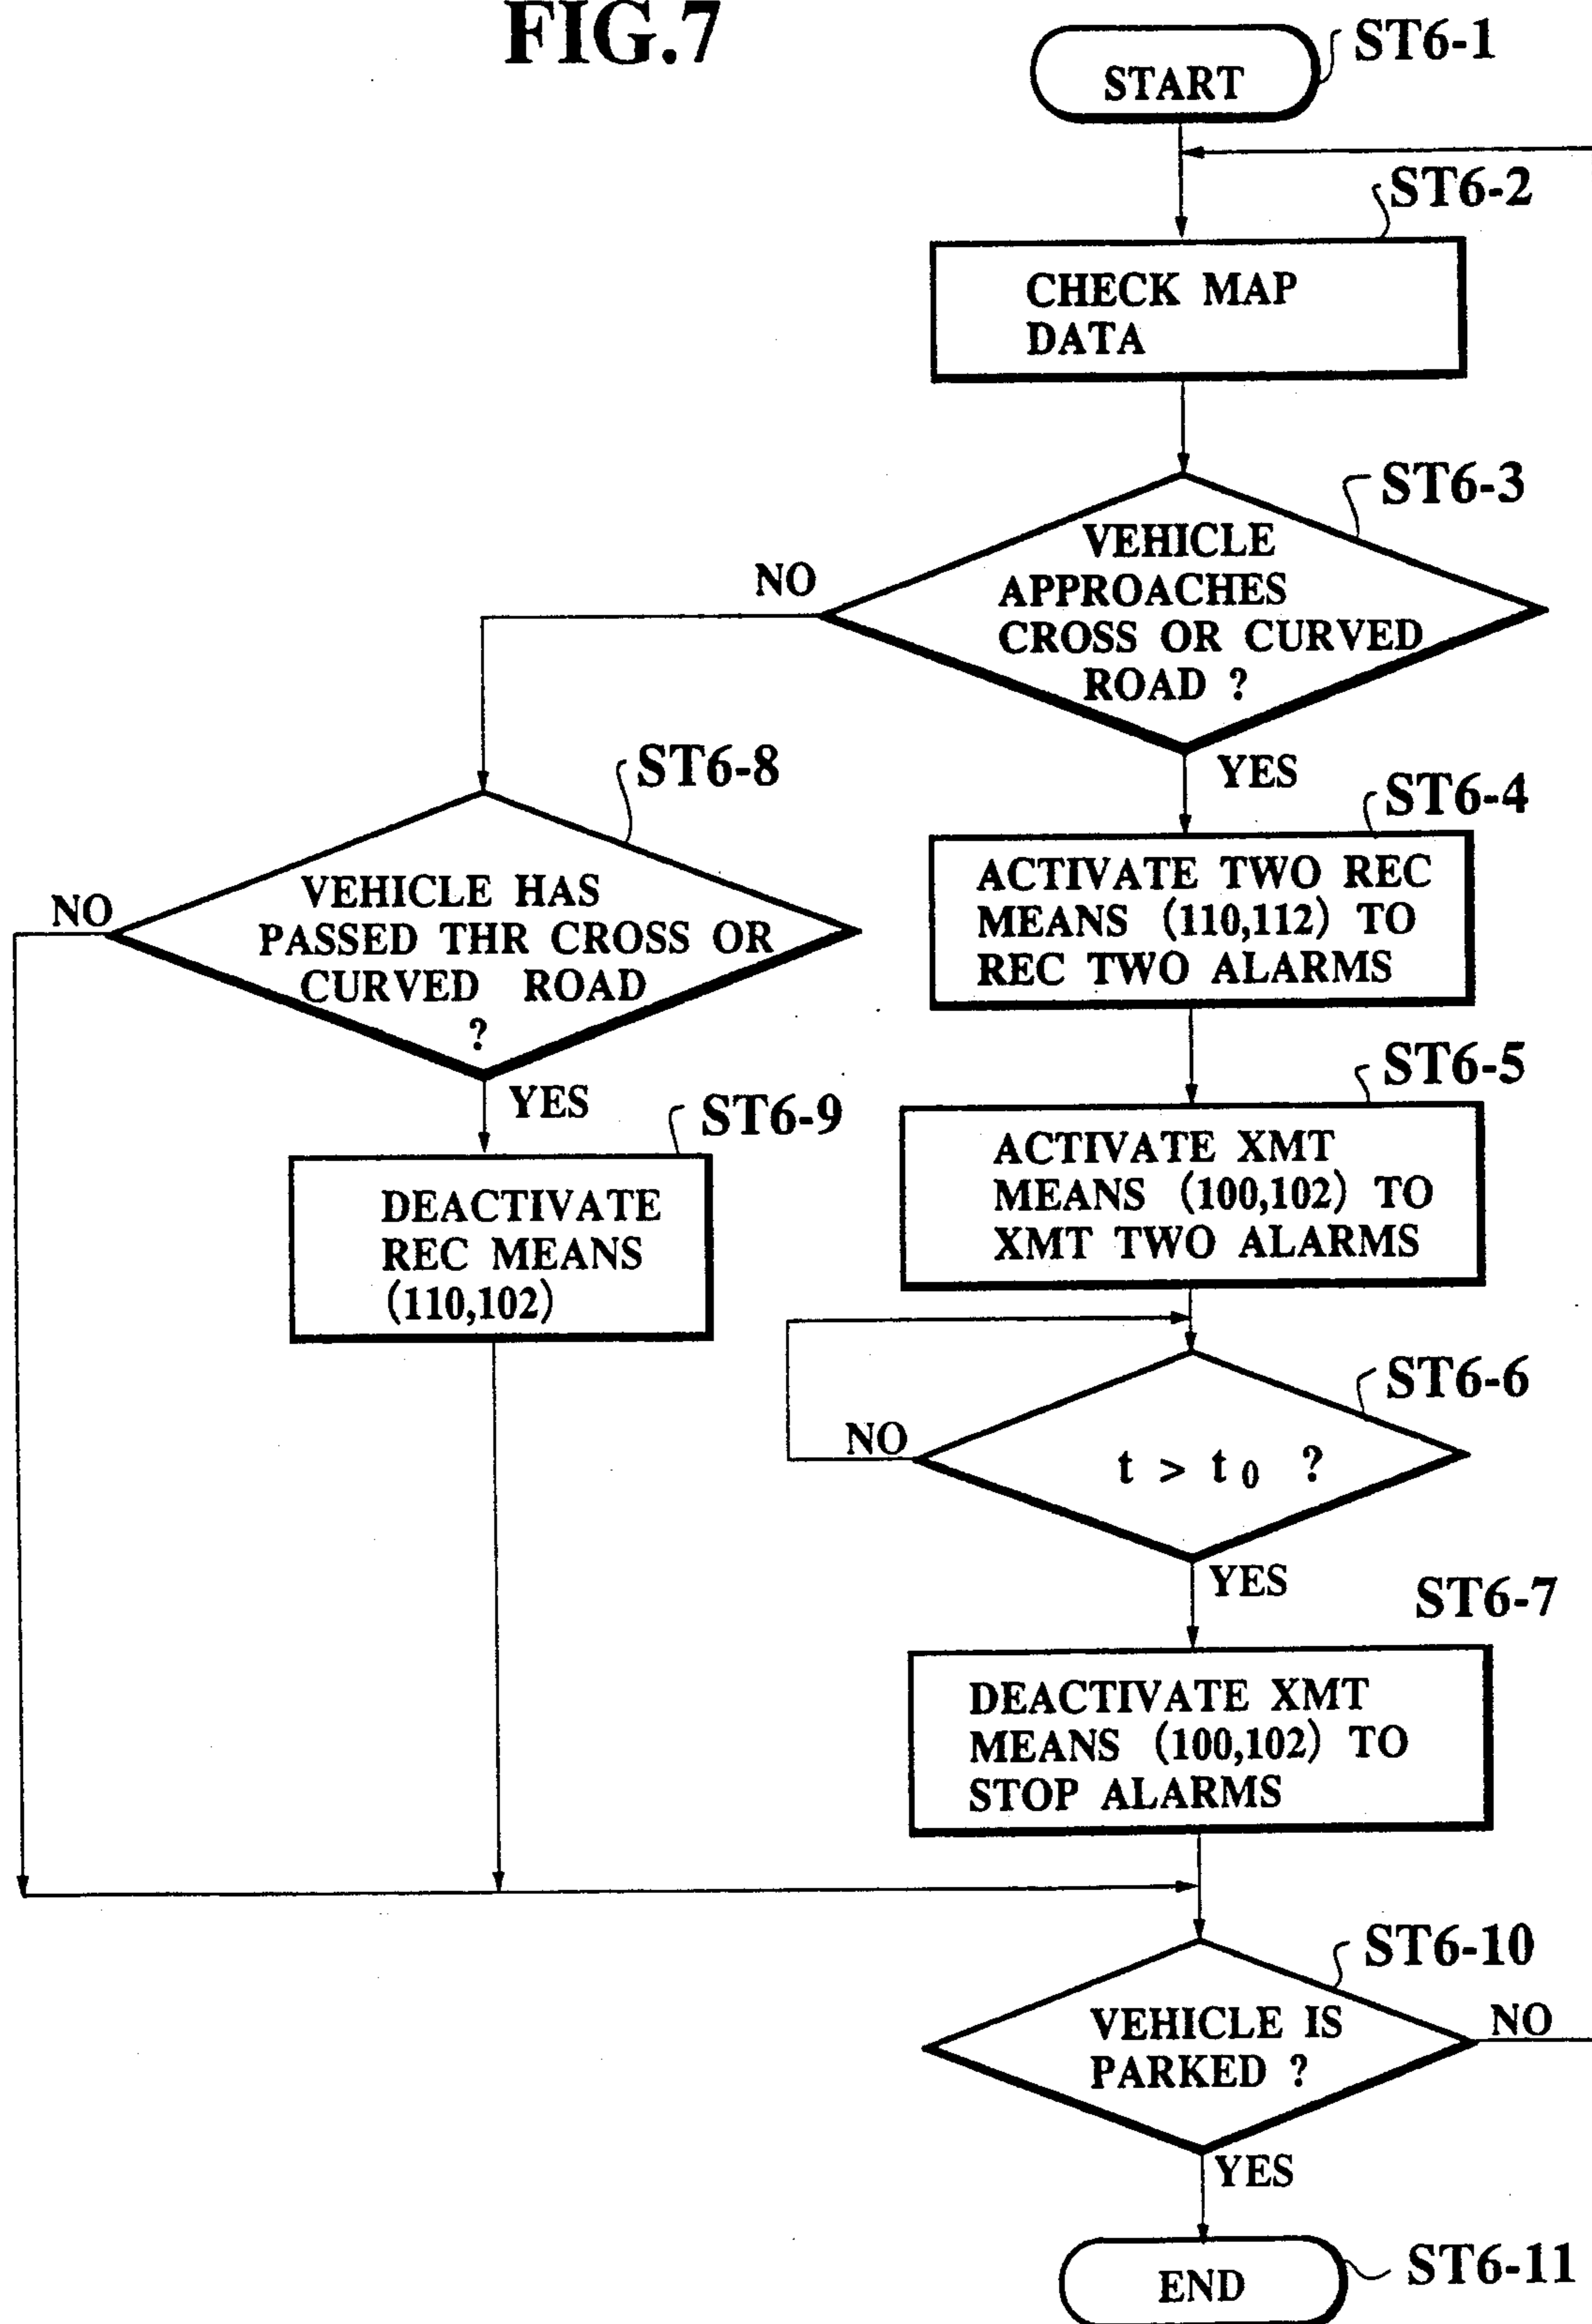 FIG.7
START
ST6-1
ST6-2
CHECK MAP
DATA
ST6-3
VEHICLE
APPROACHES
CROSS OR CURVED
ROAD ?
NO
YES
ST6-8
VEHICLE HAS
PASSED THR CROSS OR
CURVED ROAD
?
NO
YES
ST6-4
ACTIVATE TWO REC
MEANS (110,112) TO
REC TWO ALARMS
ST6-9
DEACTIVATE
REC MEANS
(110,102)
ST6-5
ACTIVATE XMT
MEANS (100,102) TO
XMT TWO ALARMS
ST6-6
t > t0 ?
NO
YES
ST6-7
DEACTIVATE XMT
MEANS (100,102) TO
STOP ALARMS
ST6-10
VEHICLE IS
PARKED ?
NO
YES
END
ST6-11